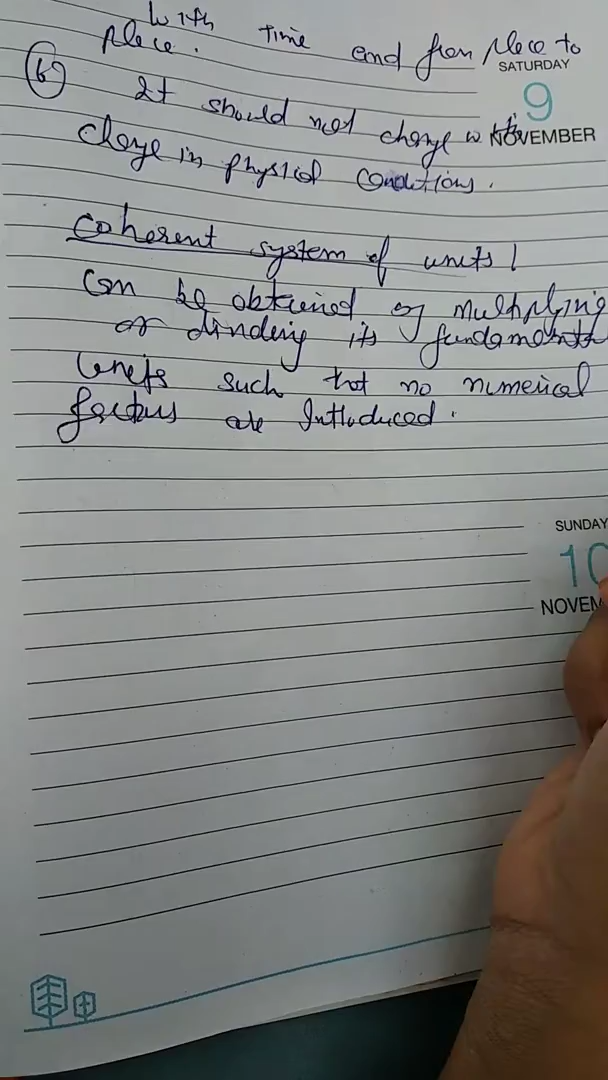 with time and from place to
place.
SATURDAY
9
NOVEMBER
(6) It should not change with
change in physical conditions.
Coherent system of units!
Can be obtained by multiplying
or dividing its fundamental
units such that no numerical
factors are Introduced.
SUNDAY
10
NOVEM